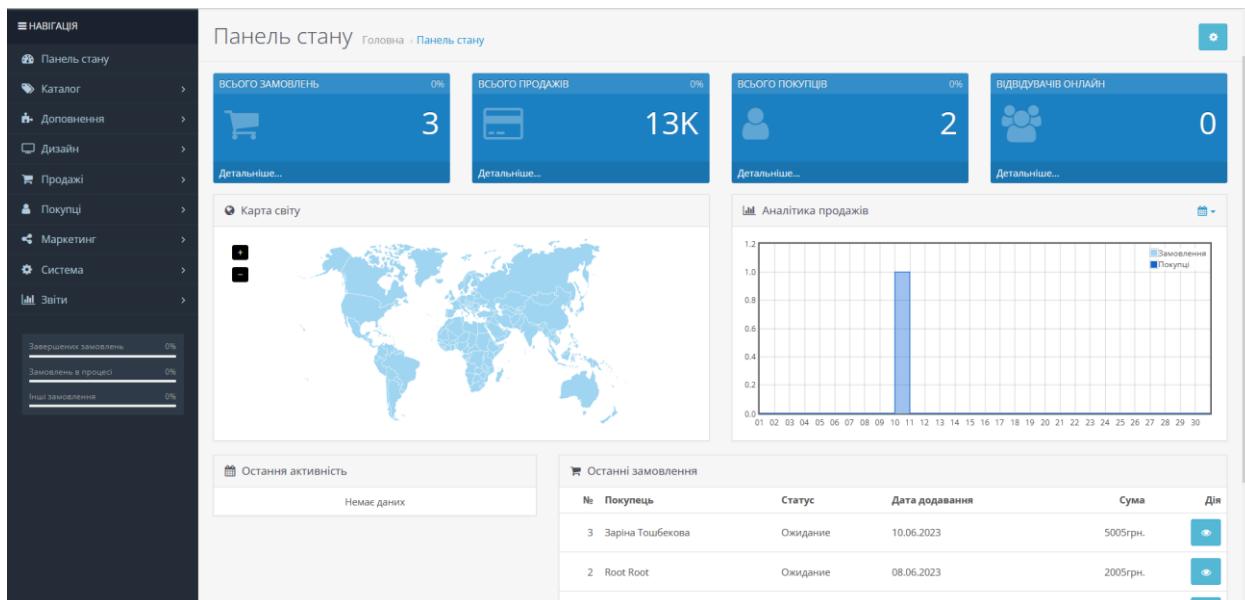 НАВІГАЦІЯ
Панель стану
Каталог
Доповнення
Дизайн
Продажі
Покупці
Маркетинг
Система
Звіти
Завершених замовлень 0%
Замовлень в процесі 0%
Інші замовлення 0%
Панель стану Головна › Панель стану
ВСЬОГО ЗАМОВЛЕНЬ 0%
3
Детальніше...
ВСЬОГО ПРОДАЖІВ 0%
13K
Детальніше...
ВСЬОГО ПОКУПЦІВ 0%
2
Детальніше...
ВІДВІДУВАЧІВ ОНЛАЙН
0
Детальніше...
Карта світу
+
−
Аналітика продажів
Замовлення
Покупці
1.2
1.0
0.8
0.6
0.4
0.2
0.0
01 02 03 04 05 06 07 08 09 10 11 12 13 14 15 16 17 18 19 20 21 22 23 24 25 26 27 28 29 30
Остання активність
Немає даних
Останні замовлення
№ Покупець Статус Дата додавання Сума Дія
3 Заріна Тошбекова Ожидание 10.06.2023 5005грн.
2 Root Root Ожидание 08.06.2023 2005грн.